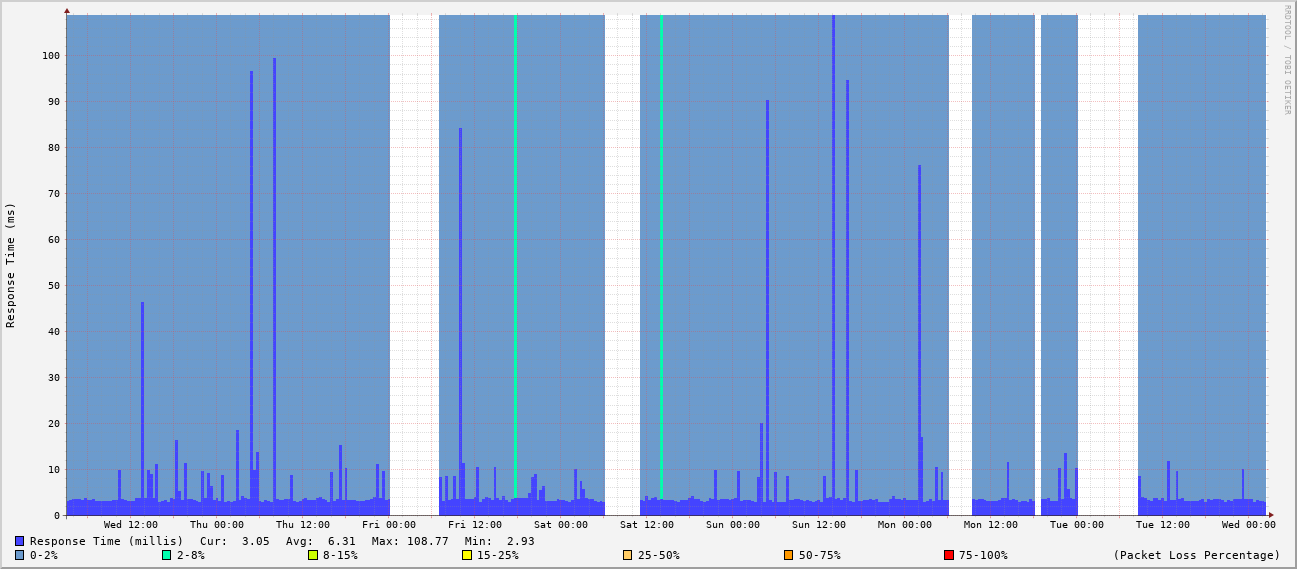 RRDTOOL / TOBI OETIKER
Response Time (ms)
100
90
80
70
60
50
40
30
20
10
0
Wed 12:00 Thu 00:00 Thu 12:00 Fri 00:00 Fri 12:00 Sat 00:00 Sat 12:00 Sun 00:00 Sun 12:00 Mon 00:00 Mon 12:00 Tue 00:00 Tue 12:00 Wed 00:00
Response Time (millis) Cur: 3.05 Avg: 6.31 Max: 108.77 Min: 2.93
0-2% 2-8% 8-15% 15-25% 25-50% 50-75% 75-100% (Packet Loss Percentage)